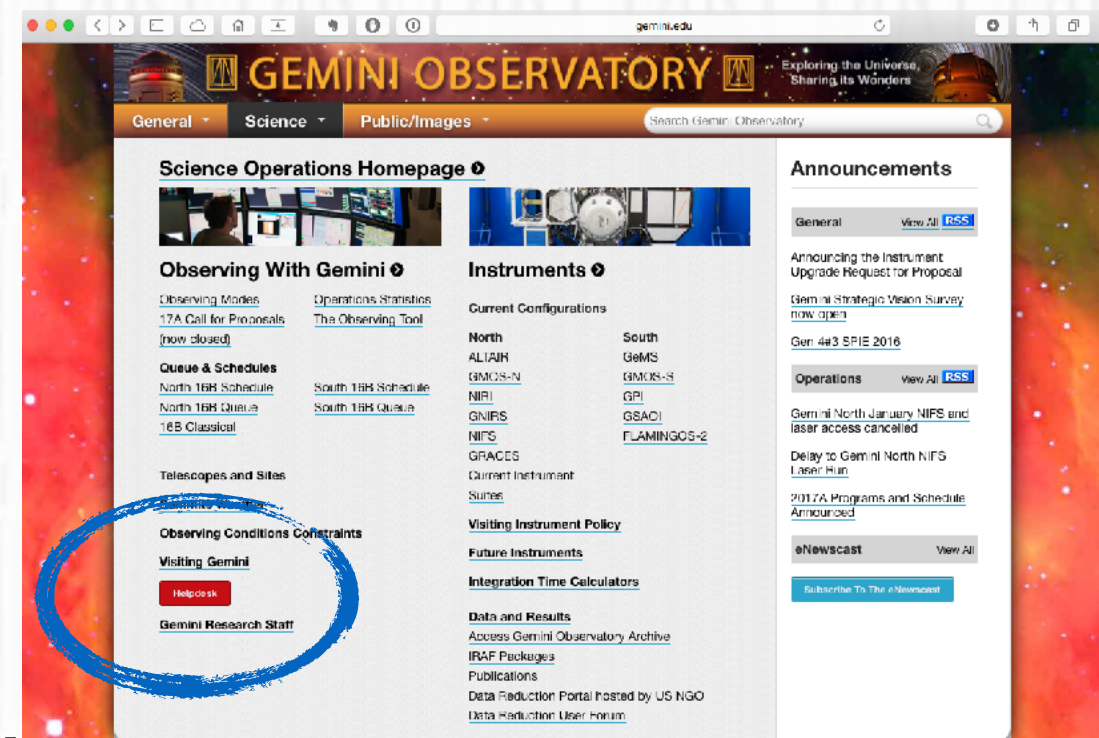 gemini.edu
GEMINI OBSERVATORY
Exploring the Universe,
Sharing its Wonders
General
Science
Public/Images
Search Gemini Observatory
Science Operations Homepage
Observing With Gemini
Observing Modes
Operations Statistics
17A Call for Proposals
The Observing Tool
(now closed)
Queue & Schedules
North 16B Schedule
South 16B Schedule
North 16B Queue
South 16B Queue
16B Classical
Telescopes and Sites
Observing Conditions Constraints
Visiting Gemini
Helpdesk
Gemini Research Staff
Instruments
Current Configurations
North
South
ALTAIR
GeMS
GMOS-N
GMOS-S
NIRI
GPI
GNIRS
GSAOI
NIFS
FLAMINGOS-2
GRACES
Current Instrument
Suites
Visiting Instrument Policy
Future Instruments
Integration Time Calculators
Data and Results
Access Gemini Observatory Archive
IRAF Packages
Publications
Data Reduction Portal hosted by US NGO
Data Reduction User Forum
Announcements
General
View All RSS
Announcing the Instrument
Upgrade Request for Proposal
Gemini Strategic Vision Survey
now open
Gen 4#3 SPIE 2016
Operations
View All RSS
Gemini North January NIFS and
laser access cancelled
Delay to Gemini North NIFS
Laser Run
2017A Programs and Schedule
Announced
eNewscast
View All
Subscribe To The eNewscast